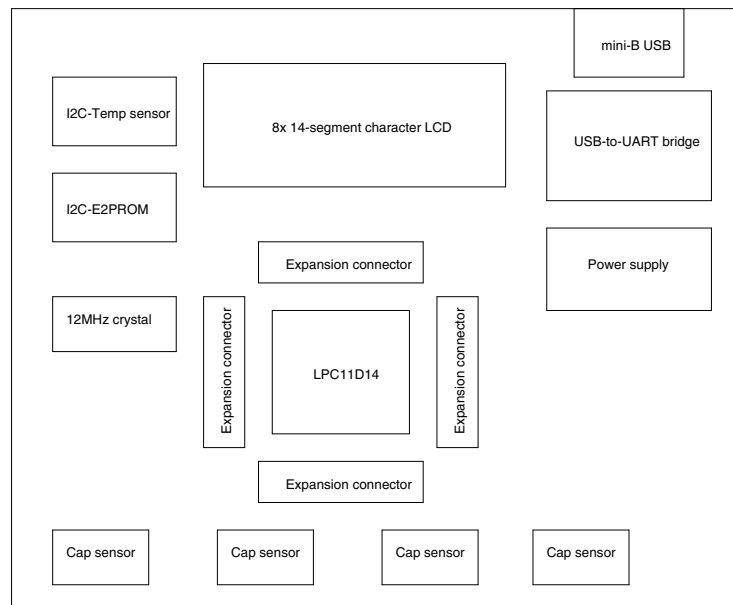 mini-B USB
I2C-Temp sensor
8x 14-segment character LCD
USB-to-UART bridge
I2C-E2PROM
Expansion connector
Power supply
12MHz crystal
Expansion connector
LPC11D14
Expansion connector
Expansion connector
Cap sensor
Cap sensor
Cap sensor
Cap sensor